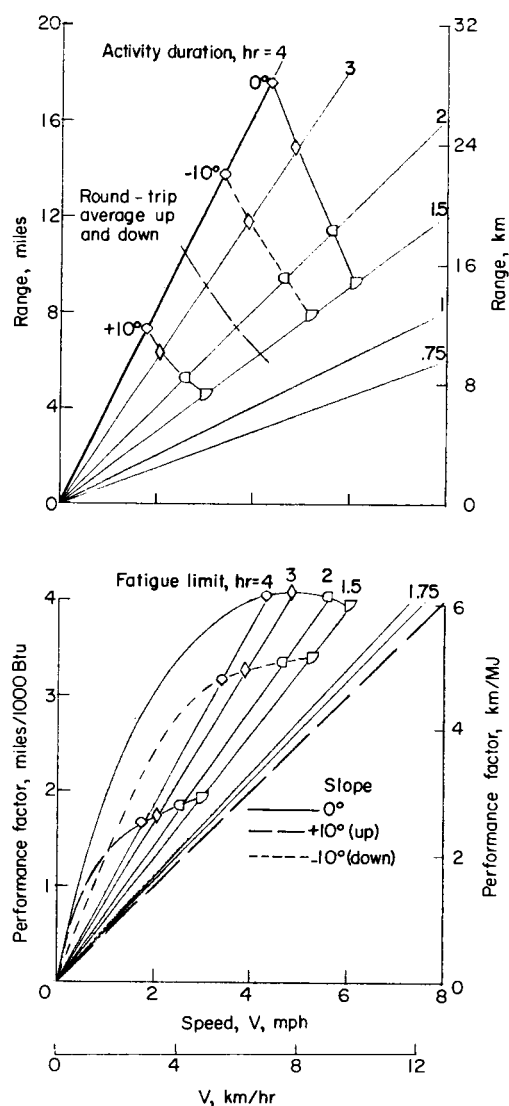 20
32
Activity duration, hr = 4
3
0°
16
2
24
-10°
1.5
Round - trip
average up
and down
12
16
Range, miles
Range, km
1
8
+10°
.75
8
4
0
0
Fatigue limit, hr=4
3
2
1.5
1.75
4
6
3
4
Performance factor, miles/1000 Btu
Performance factor, km/MJ
Slope
0°
2
+10° (up)
-10° (down)
2
1
0
2
4
6
8
0
Speed, V, mph
0
4
8
12
V, km/hr